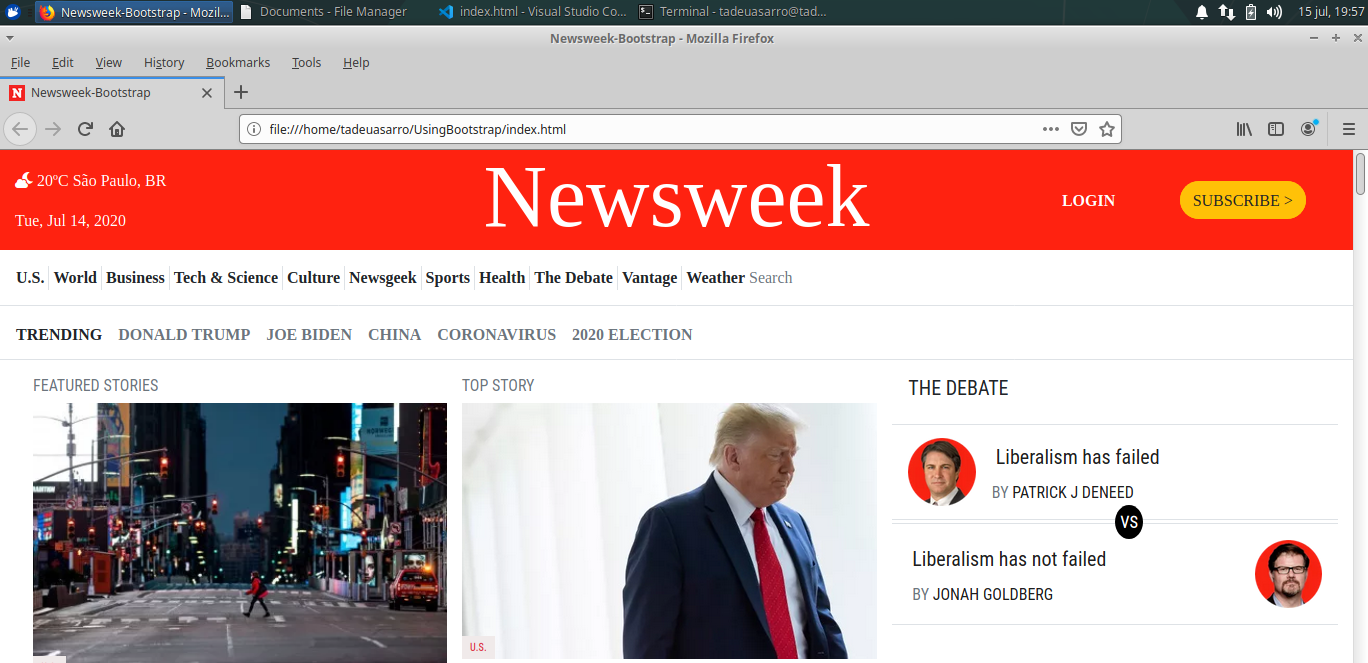 Newsweek-Bootstrap - Mozil... Documents - File Manager index.html - Visual Studio Co... Terminal - tadeuasarro@tad... 15 jul, 19:57
Newsweek-Bootstrap - Mozilla Firefox
File Edit View History Bookmarks Tools Help
N Newsweek-Bootstrap
file:///home/tadeuasarro/UsingBootstrap/index.html
20ºC São Paulo, BR
Tue, Jul 14, 2020
Newsweek
LOGIN
SUBSCRIBE >
U.S. World Business Tech & Science Culture Newsgeek Sports Health The Debate Vantage Weather Search
TRENDING DONALD TRUMP JOE BIDEN CHINA CORONAVIRUS 2020 ELECTION
FEATURED STORIES
TOP STORY
U.S.
THE DEBATE
Liberalism has failed
BY PATRICK J DENEED
VS
Liberalism has not failed
BY JONAH GOLDBERG